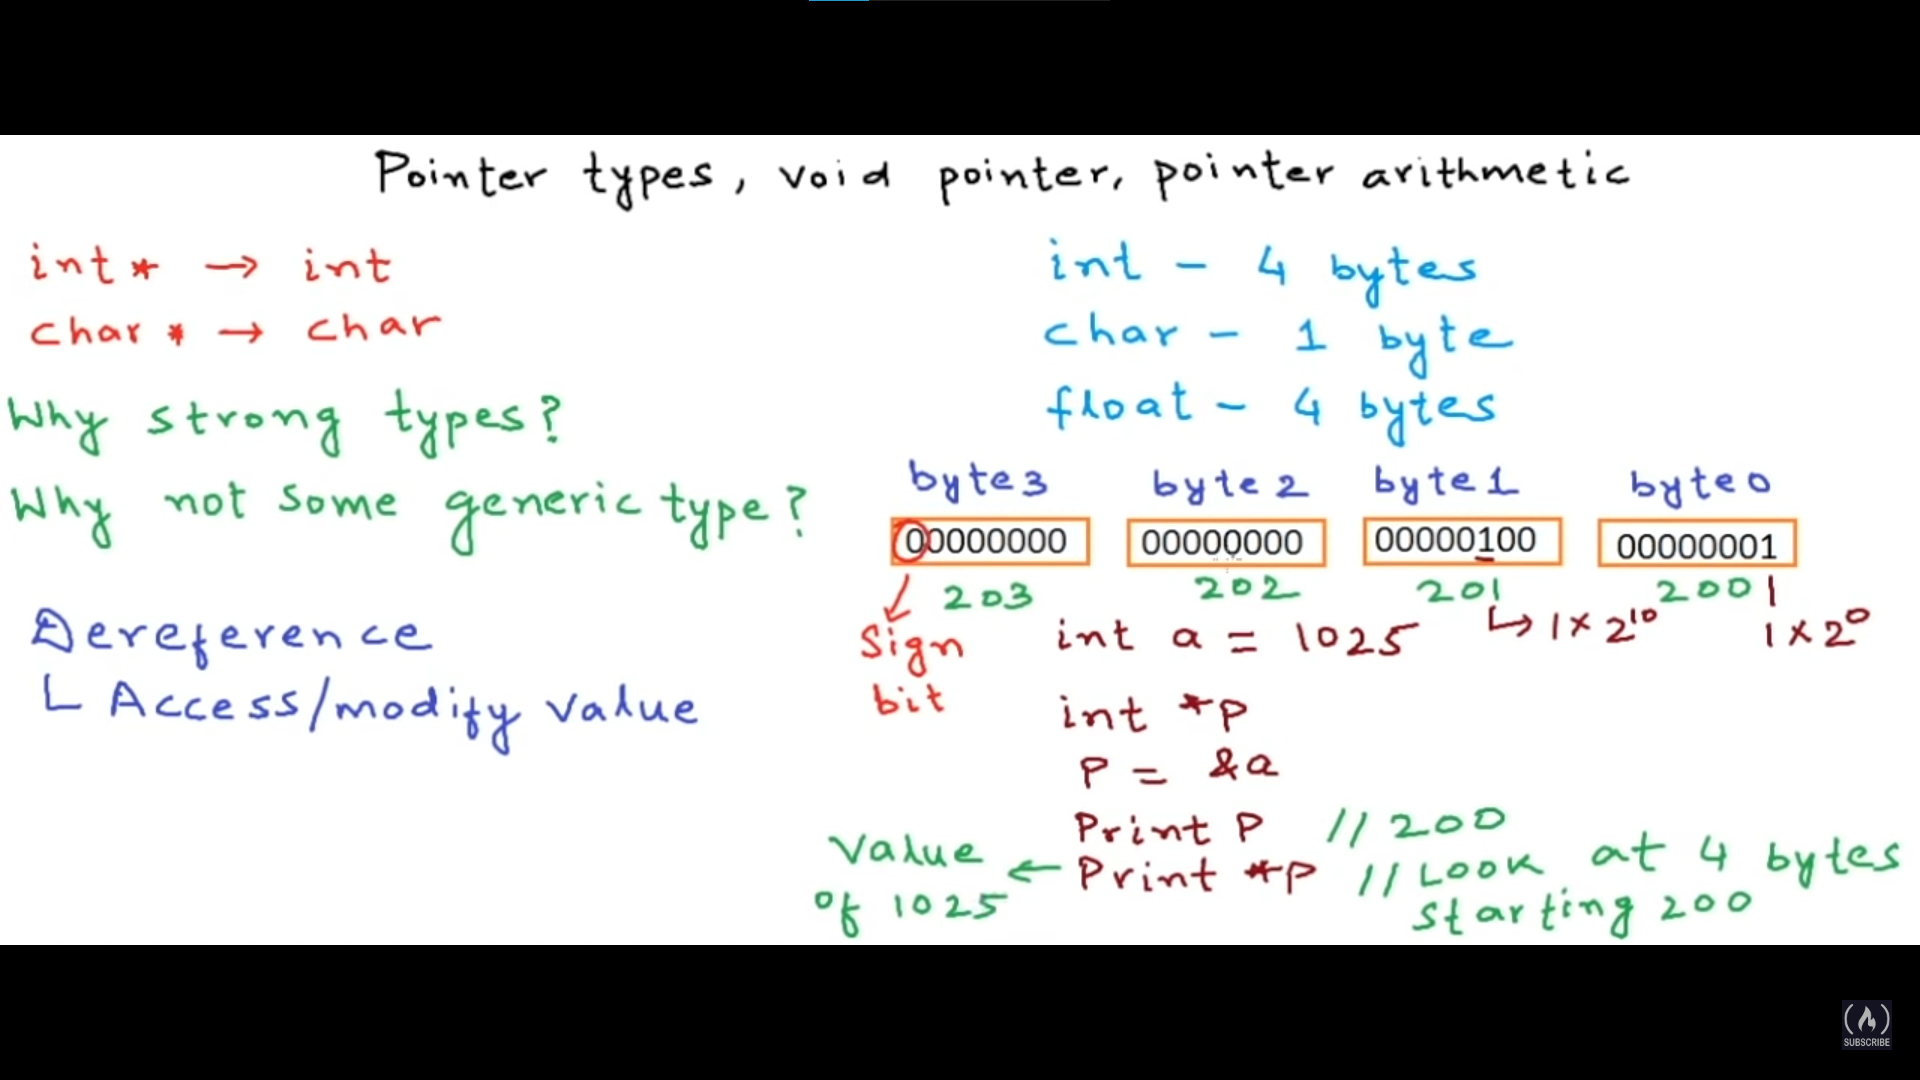 Pointer types, void pointer, pointer arithmetic
int * → int
char * → char
Why strong types?
Why not some generic type?
Dereference
↳ Access/modify value
int - 4 bytes
char - 1 byte
float - 4 bytes
byte3 byte2 byte1 byte0
00000000 00000000 00000100 00000001
203 202 201 200
Sign bit
int a = 1025 ↳ 1 x 2^10 1 x 2^0
int *p
P = &a
Print P // 200
Value of 1025 ← Print *p // Look at 4 bytes
starting 200
SUBSCRIBE